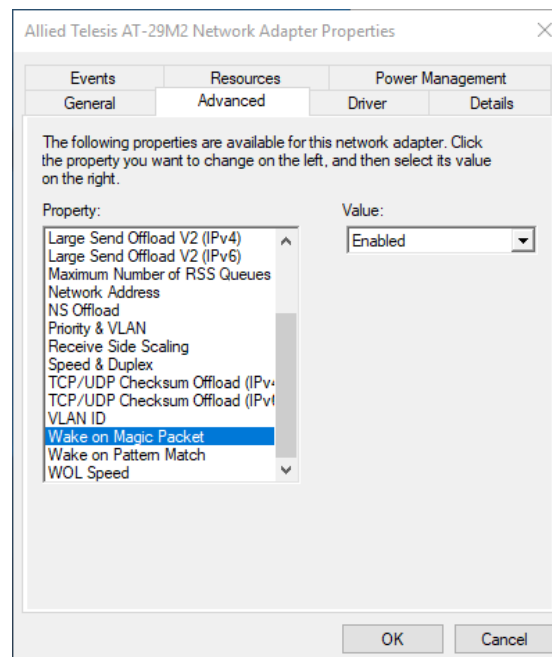 Allied Telesis AT-29M2 Network Adapter Properties
Events Resources Power Management
General Advanced Driver Details
The following properties are available for this network adapter. Click
the property you want to change on the left, and then select its value
on the right.
Property:
Value:
Large Send Offload V2 (IPv4)
Enabled
Large Send Offload V2 (IPv6)
Maximum Number of RSS Queues
Network Address
NS Offload
Priority & VLAN
Receive Side Scaling
Speed & Duplex
TCP/UDP Checksum Offload (IPv4
TCP/UDP Checksum Offload (IPv6
VLAN ID
Wake on Magic Packet
Wake on Pattern Match
WOL Speed
OK Cancel